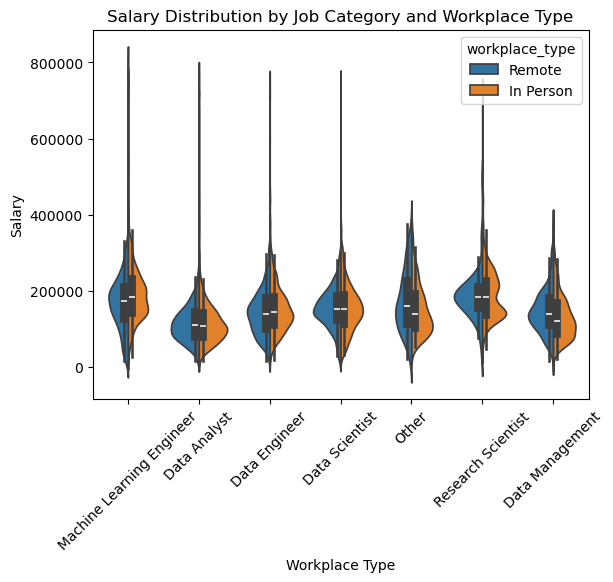 Salary Distribution by Job Category and Workplace Type
workplace_type
Remote
In Person
800000
600000
400000
200000
0
Salary
Machine Learning Engineer
Data Analyst
Data Engineer
Data Scientist
Other
Research Scientist
Data Management
Workplace Type